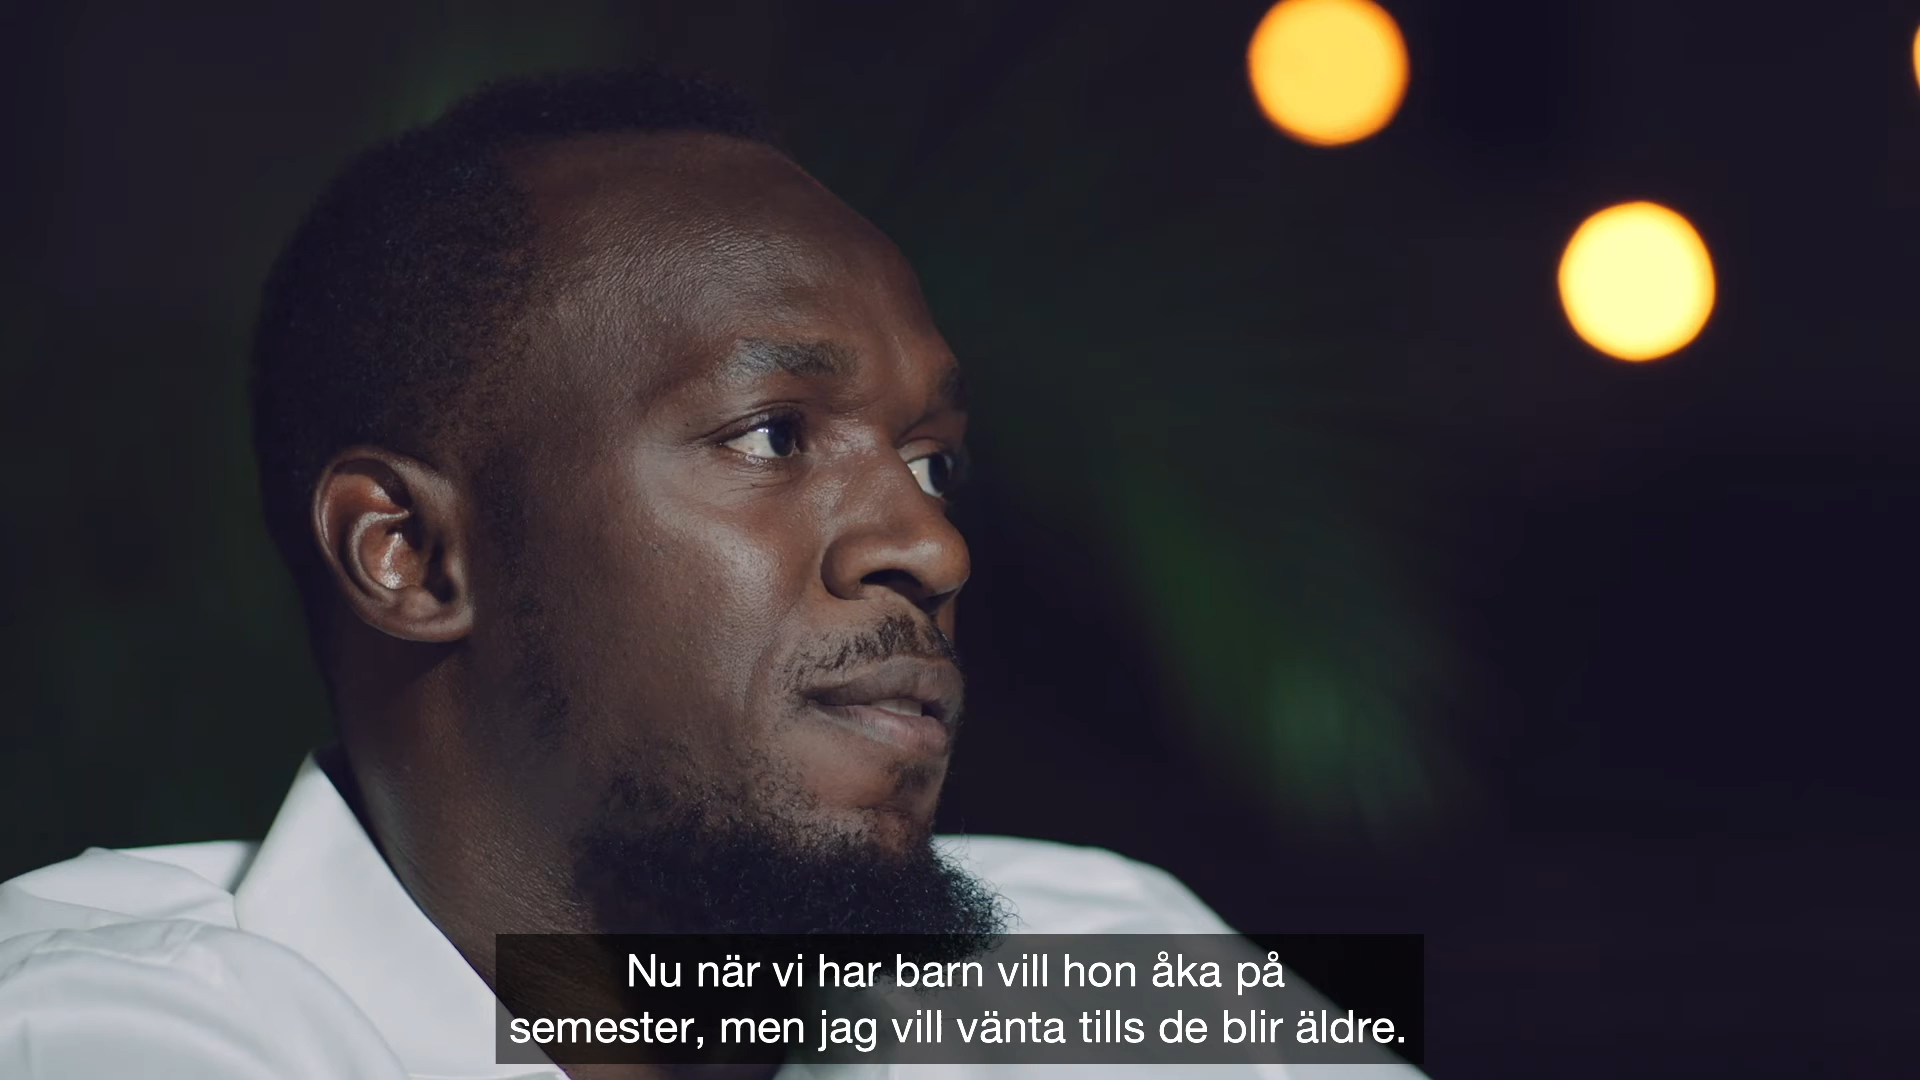 Nu när vi har barn vill hon åka på
semester, men jag vill vänta tills de blir äldre.